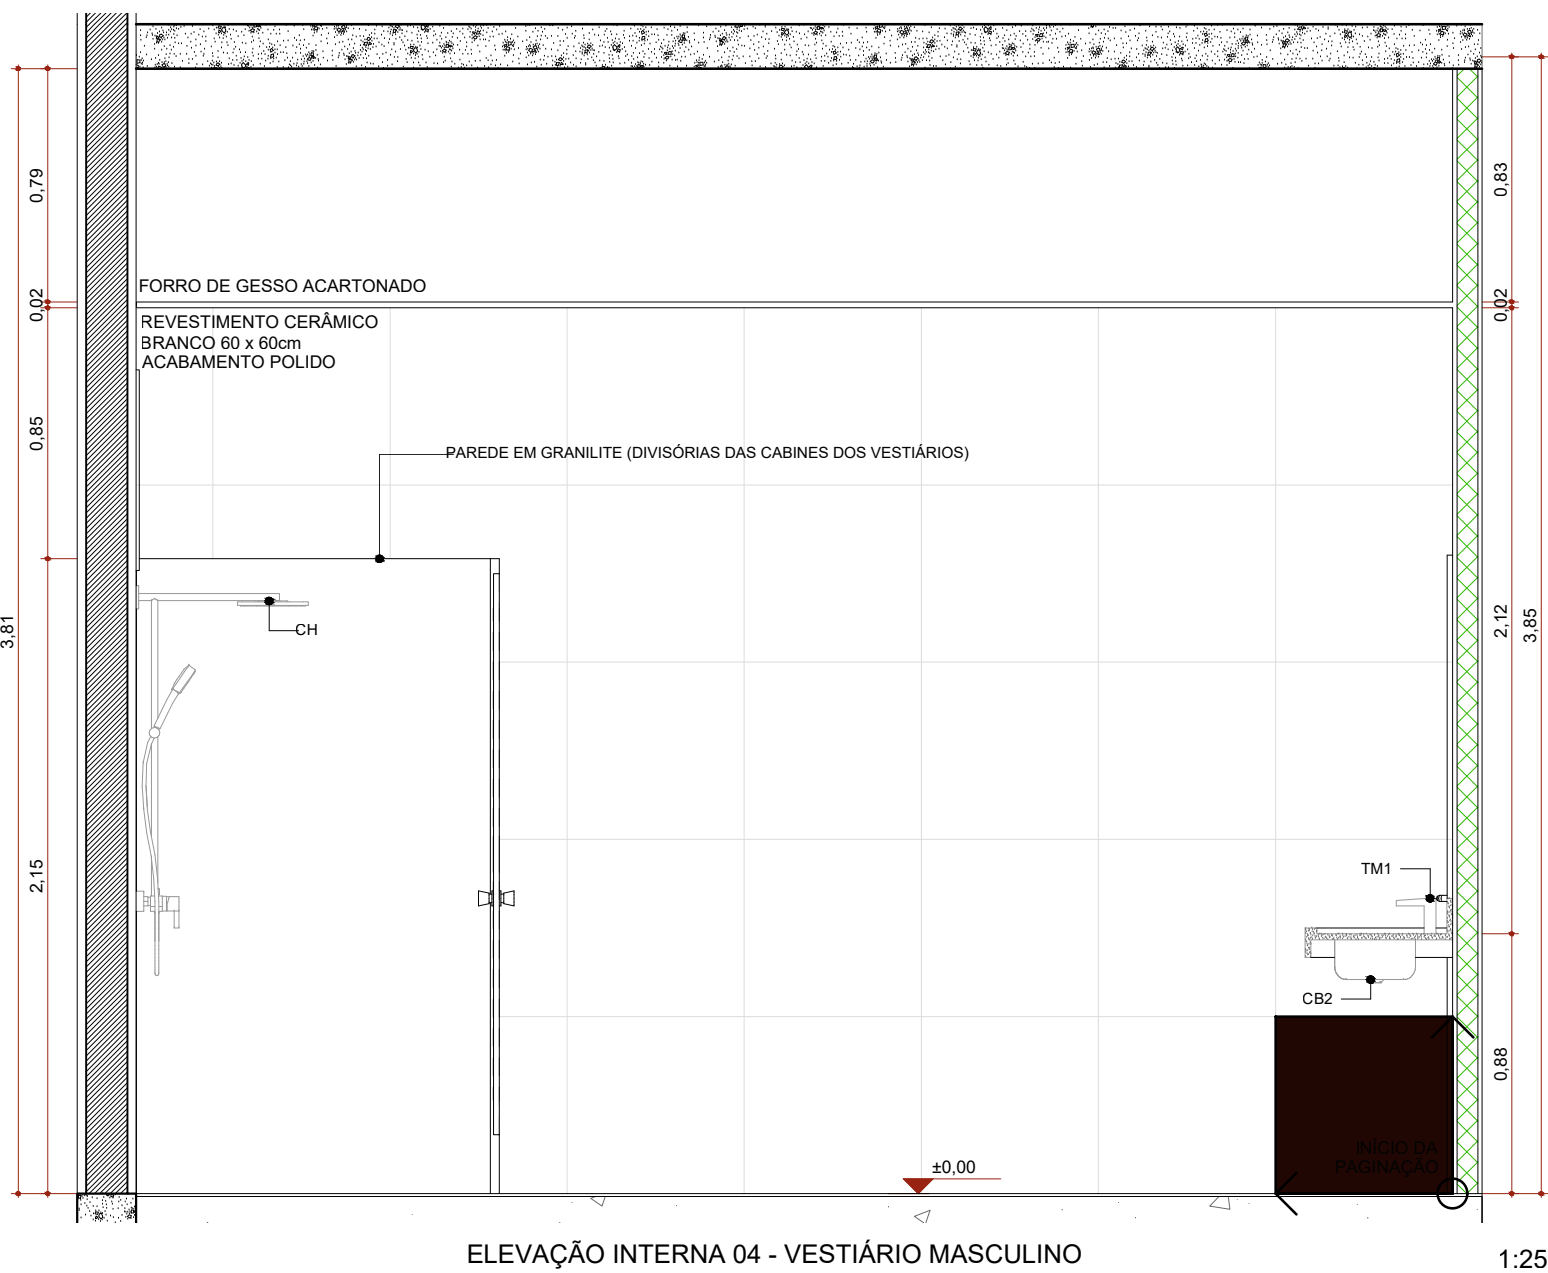 0,79
0,83
FORRO DE GESSO ACARTONADO
0,02
0,02
REVESTIMENTO CERÂMICO
BRANCO 60 x 60cm
ACABAMENTO POLIDO
0,85
PAREDE EM GRANILITE (DIVISÓRIAS DAS CABINES DOS VESTIÁRIOS)
3,81
CH
2,12
3,85
2,15
TM1
CB2
0,88
INÍCIO DA
PAGINAÇÃO
±0,00
ELEVAÇÃO INTERNA 04 - VESTIÁRIO MASCULINO
1:25